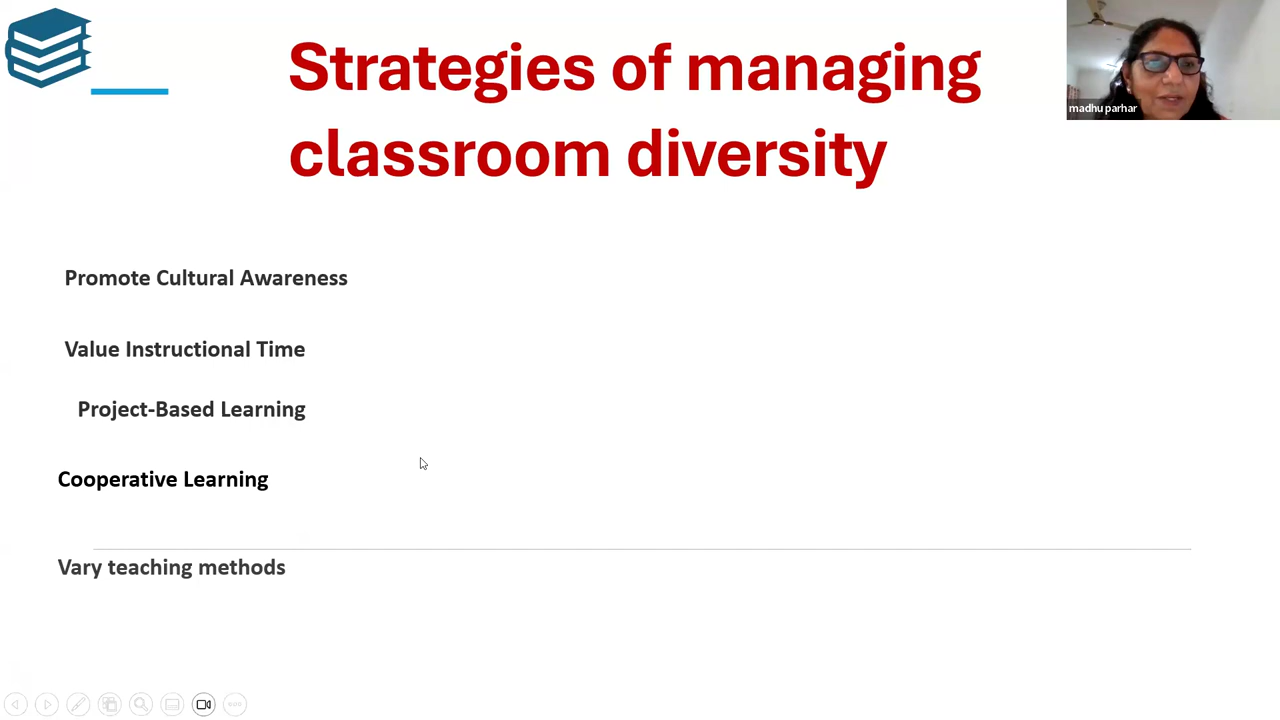 Strategies of managing
classroom diversity
madhu parhar
Promote Cultural Awareness
Value Instructional Time
Project-Based Learning
Cooperative Learning
Vary teaching methods